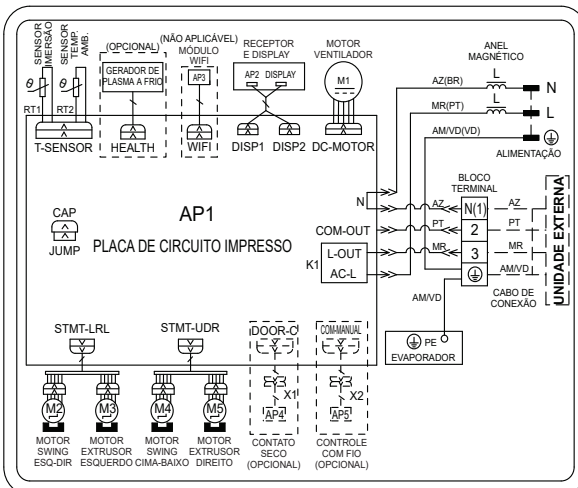 SENSOR
IMERSÃO
SENSOR
TEMP.
AMB.
(OPCIONAL)
GERADOR DE
PLASMA A FRIO
(NÃO APLICÁVEL)
MÓDULO
WIFI
AP3
RECEPTOR
E DISPLAY
AP2 DISPLAY
MOTOR
VENTILADOR
M1
ANEL
MAGNÉTICO
L
AZ(BR)
N
L
MR(PT)
L
AM/VD(VD)
ALIMENTAÇÃO
θ
θ
RT1
RT2
T-SENSOR
HEALTH
WIFI
DISP1
DISP2
DC-MOTOR
BLOCO
TERMINAL
N
AZ
N(1)
AZ
COM-OUT
PT
2
PT
K1
L-OUT
MR
3
MR
AC-L
AM/VD
UNIDADE EXTERNA
CABO DE
CONEXÃO
AM/VD
PE
EVAPORADOR
CAP
JUMP
AP1
PLACA DE CIRCUITO IMPRESSO
STMT-LRL
STMT-UDR
DOOR-C
COM-MANUAL
X1
X2
M2
M3
M4
M5
AP4
AP5
MOTOR
SWING
ESQ-DIR
MOTOR
EXTRUSOR
ESQUERDO
MOTOR
SWING
CIMA-BAIXO
MOTOR
EXTRUSOR
DIREITO
CONTATO
SECO
(OPCIONAL)
CONTROLE
COM FIO
(OPCIONAL)